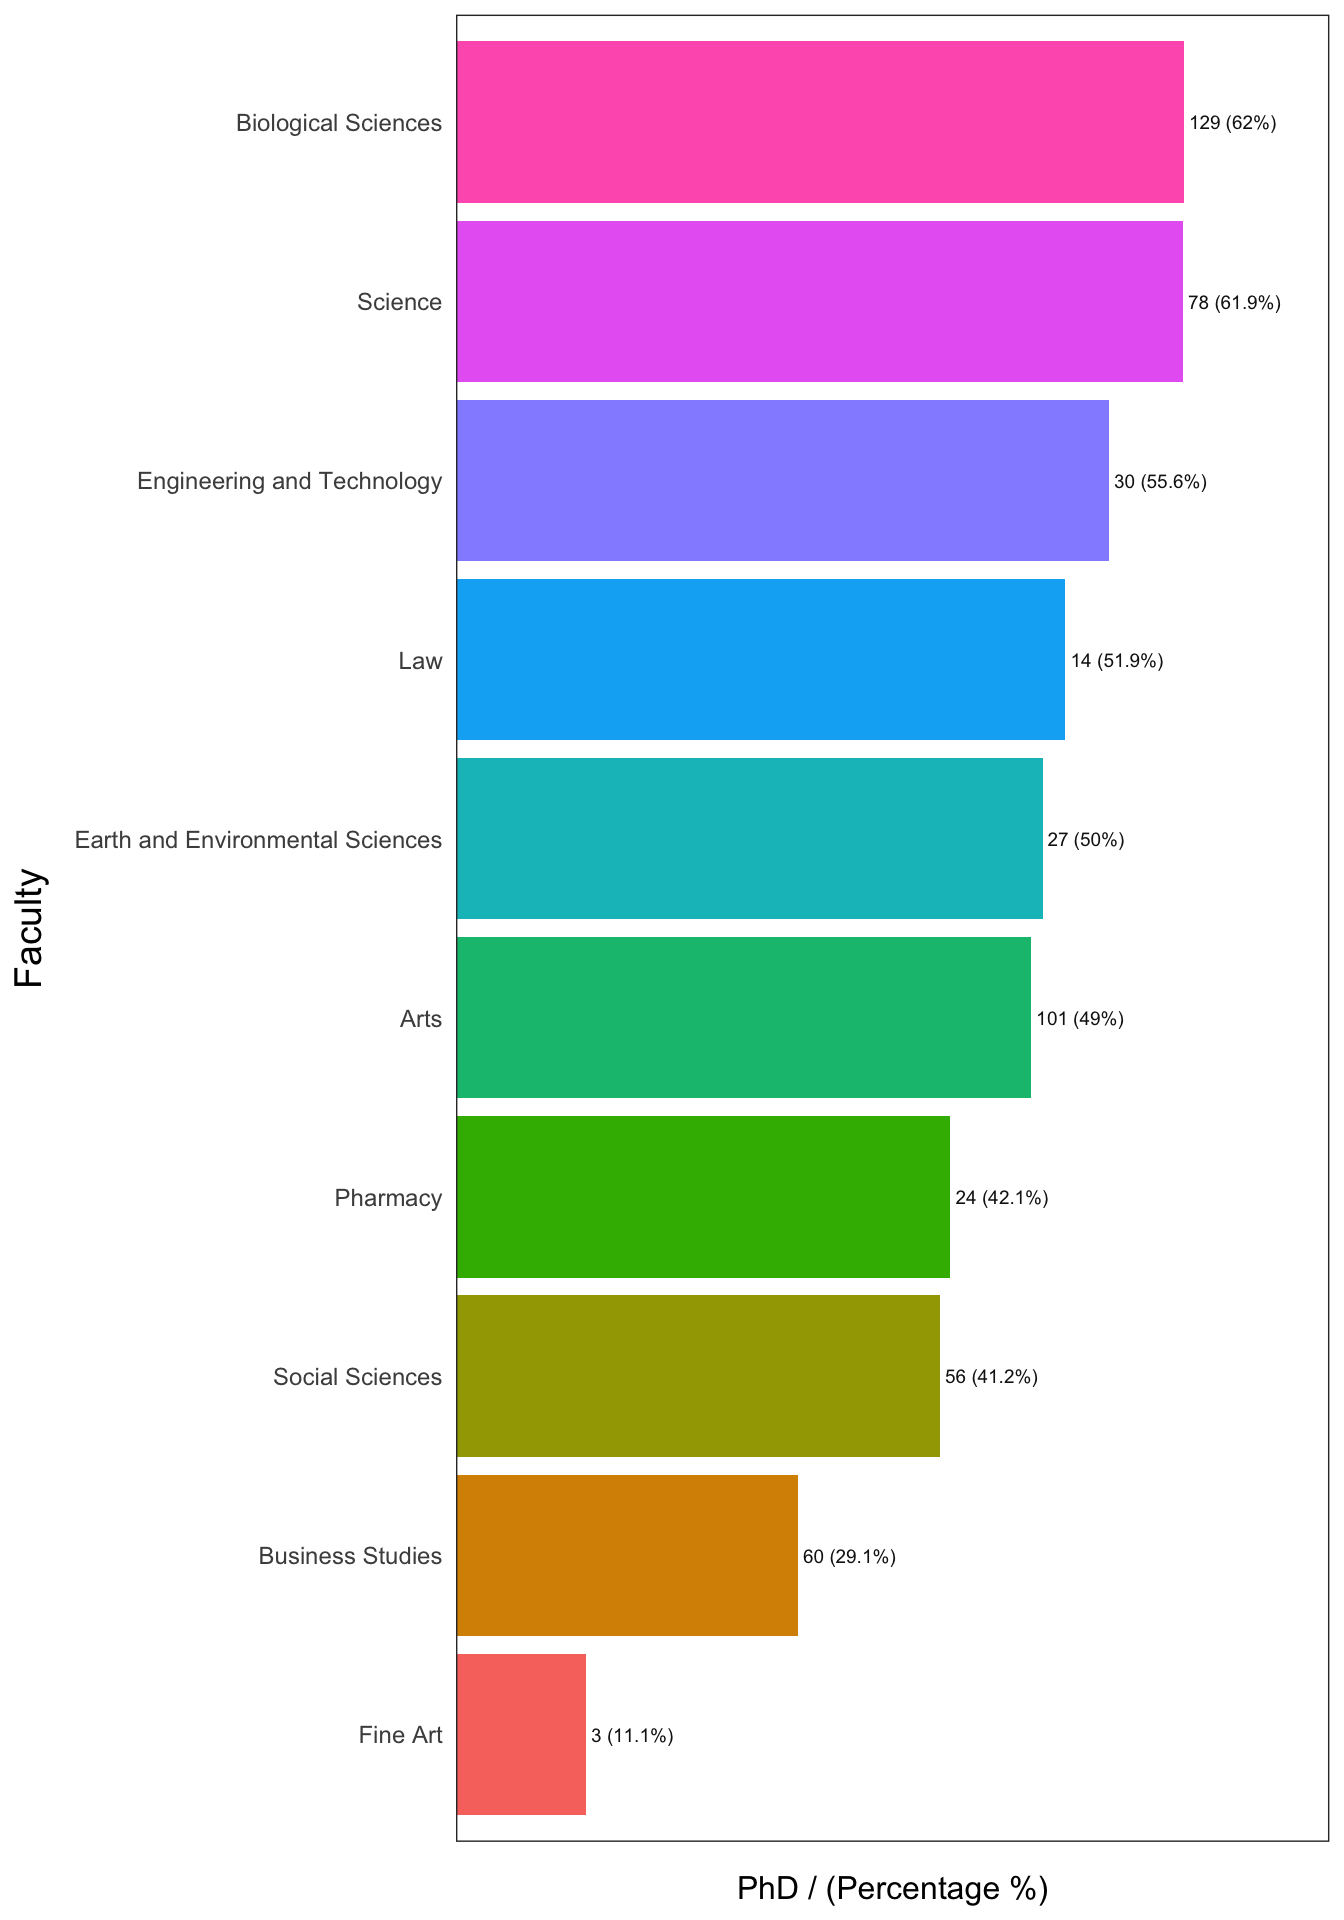 Biological Sciences 129 (62%)
Science 78 (61.9%)
Engineering and Technology 30 (55.6%)
Law 14 (51.9%)
Earth and Environmental Sciences 27 (50%)
Faculty
Arts 101 (49%)
Pharmacy 24 (42.1%)
Social Sciences 56 (41.2%)
Business Studies 60 (29.1%)
Fine Art 3 (11.1%)
PhD / (Percentage %)